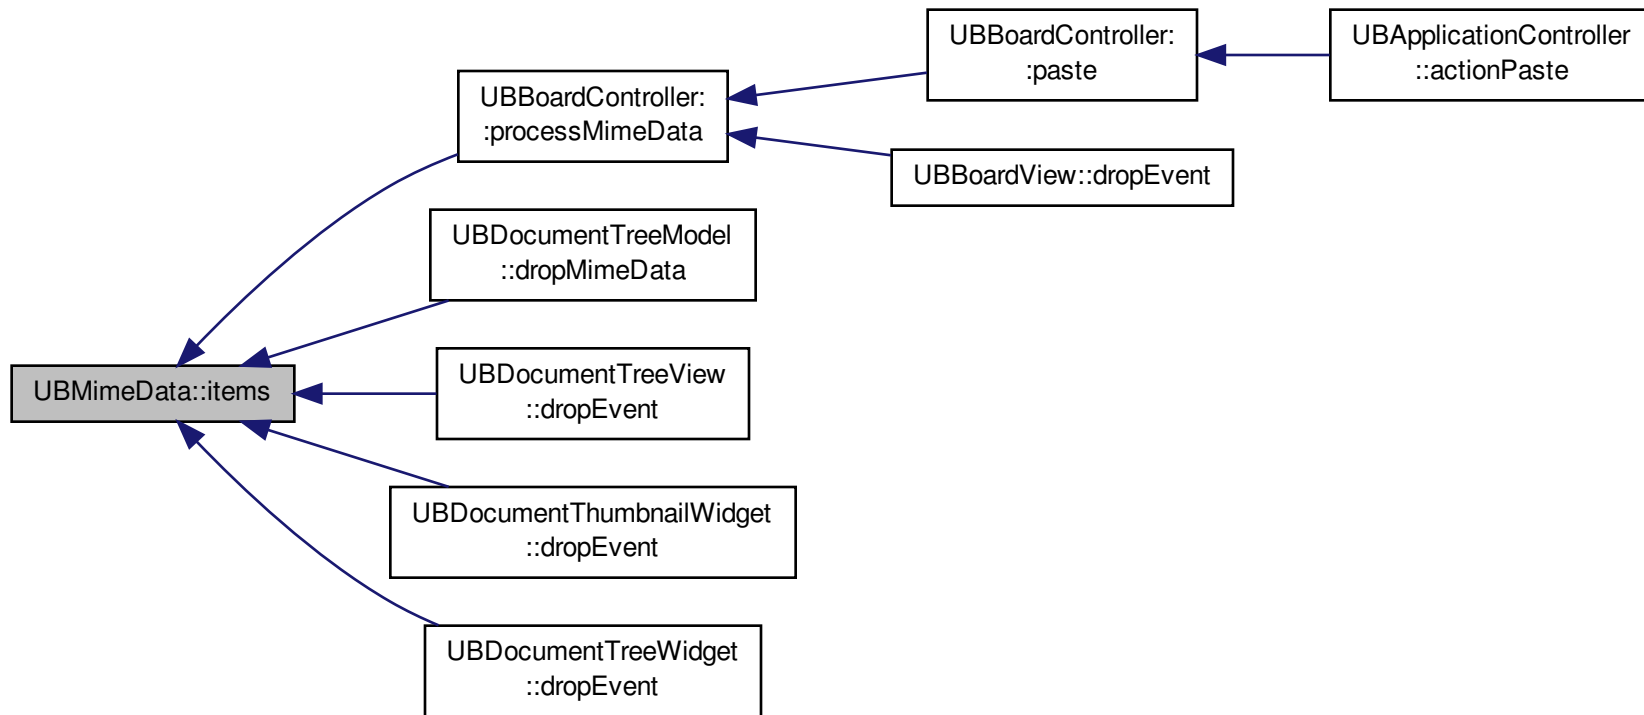 UBBoardController:
:paste
UBApplicationController
::actionPaste
UBBoardController:
:processMimeData
UBBoardView::dropEvent
UBDocumentTreeModel
::dropMimeData
UBMimeData::items
UBDocumentTreeView
::dropEvent
UBDocumentThumbnailWidget
::dropEvent
UBDocumentTreeWidget
::dropEvent